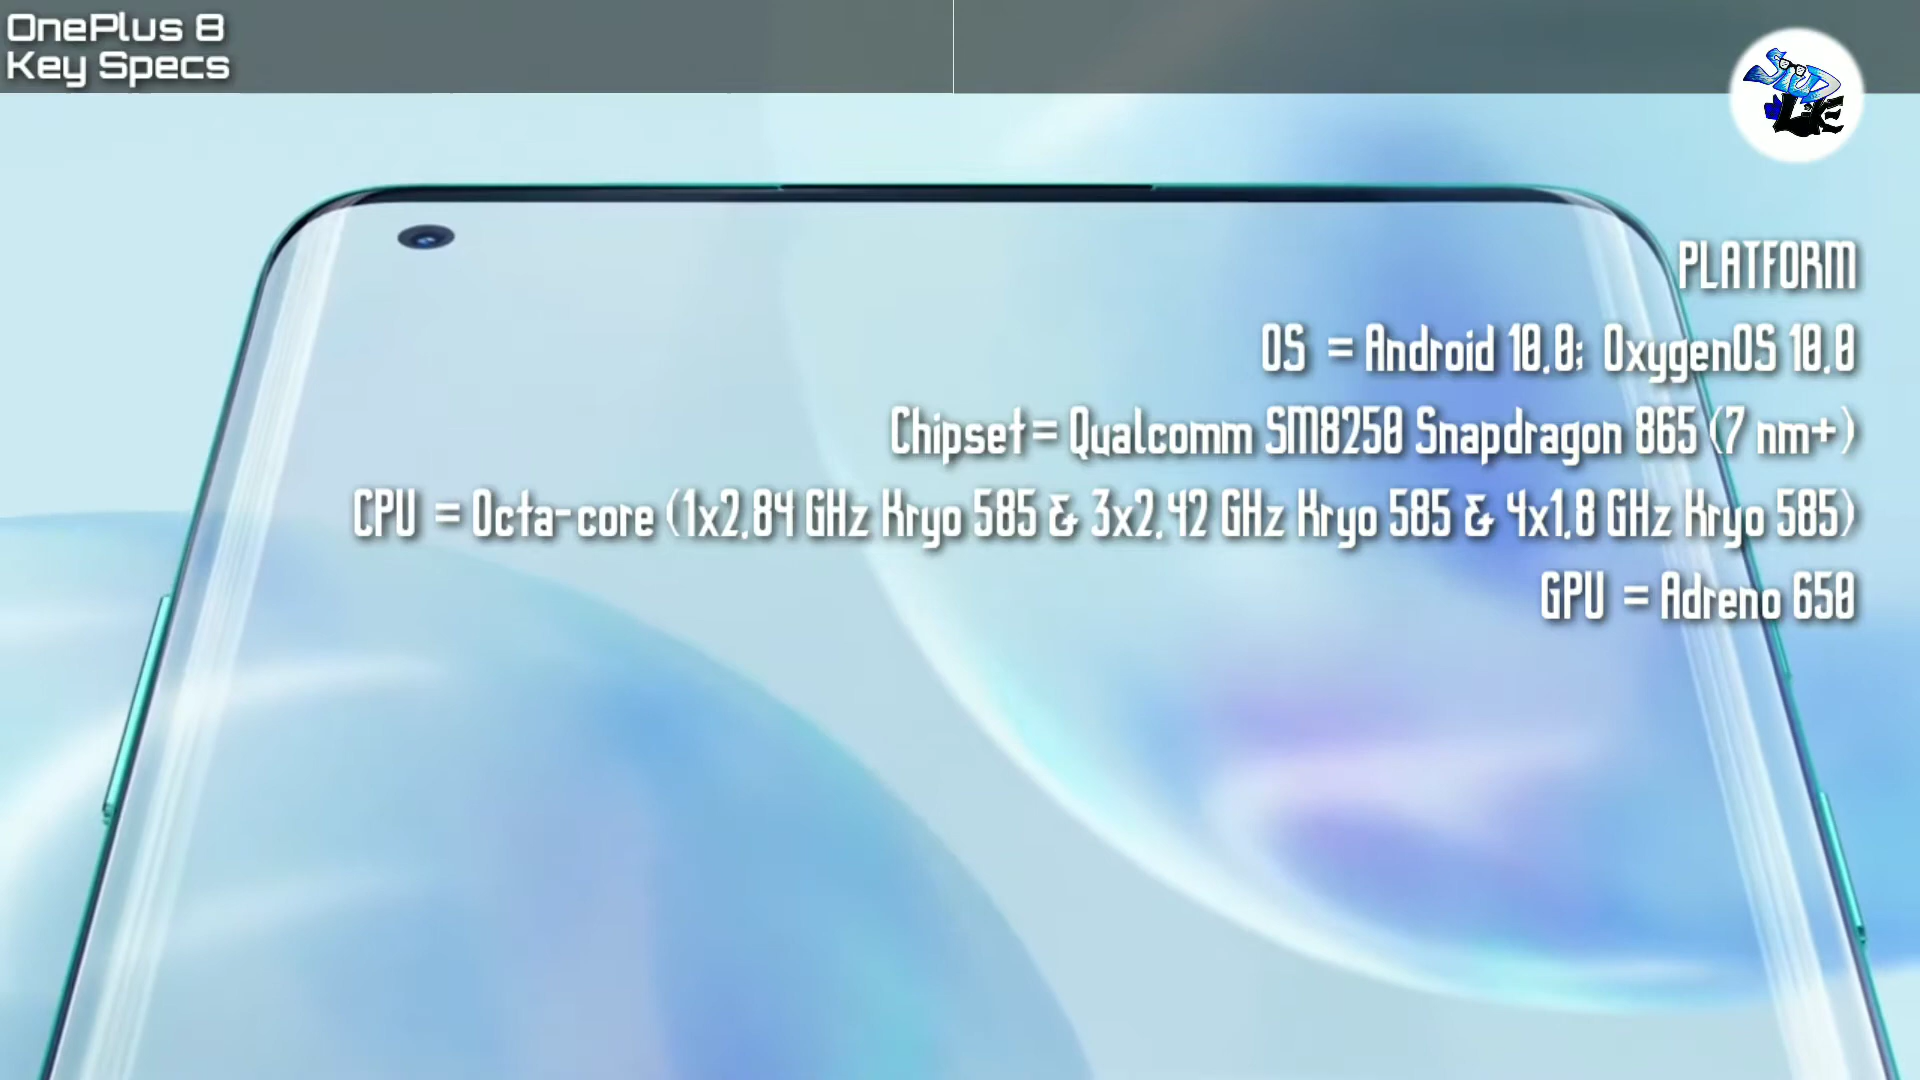 OnePlus 8
Key Specs
PLATFORM
OS = Android 10.0; OxygenOS 10.0
Chipset= Qualcomm SM8250 Snapdragon 865 (7 nm+)
CPU = Octa-core (1x2.84 GHz Kryo 585 & 3x2.42 GHz Kryo 585 & 4x1.8 GHz Kryo 585)
GPU = Adreno 650